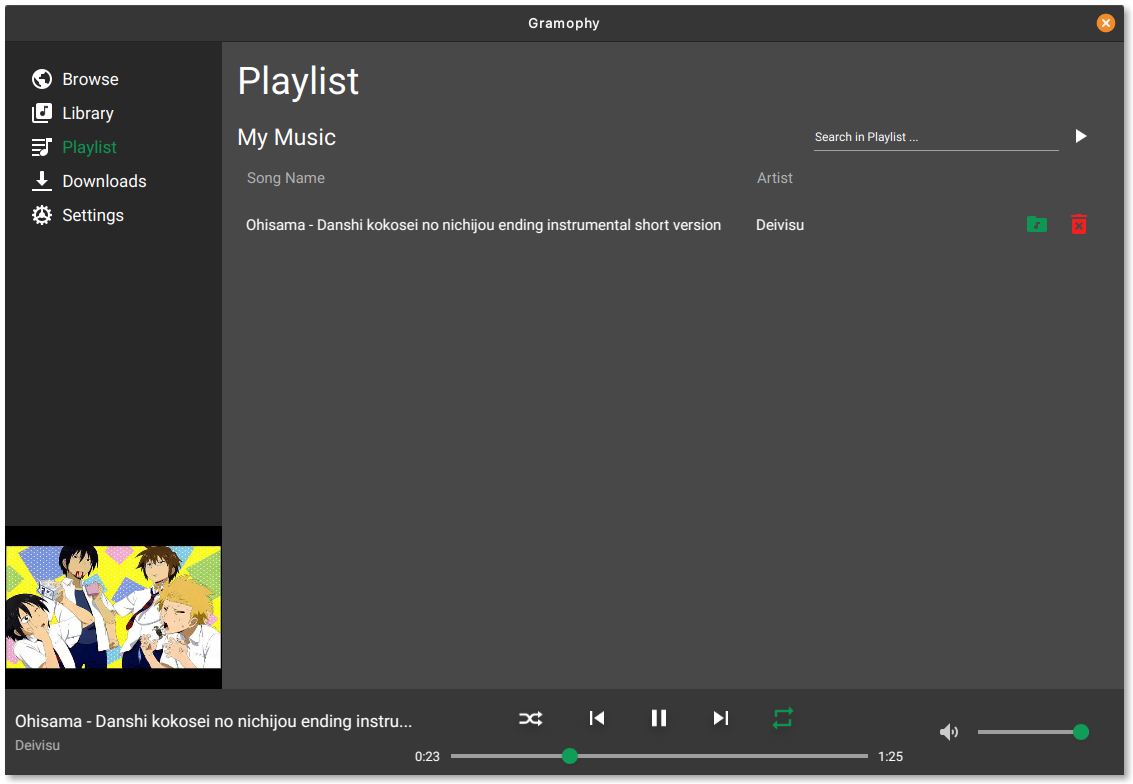 Gramophy
Browse
Library
Playlist
Downloads
Settings
Playlist
My Music
Search in Playlist ...
Song Name Artist
Ohisama - Danshi kokosei no nichijou ending instrumental short version Deivisu
Ohisama - Danshi kokosei no nichijou ending instru...
Deivisu
0:23 1:25